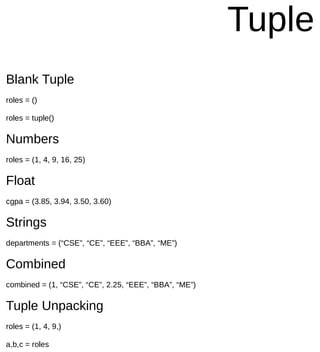 Tuple
Blank Tuple
roles = ()
roles = tuple()
Numbers
roles = (1, 4, 9, 16, 25)
Float
cgpa = (3.85, 3.94, 3.50, 3.60)
Strings
departments = (“CSE”, “CE”, “EEE”, “BBA”, “ME”)
Combined
combined = (1, “CSE”, “CE”, 2.25, “EEE”, “BBA”, “ME”)
Tuple Unpacking
roles = (1, 4, 9,)
a,b,c = roles